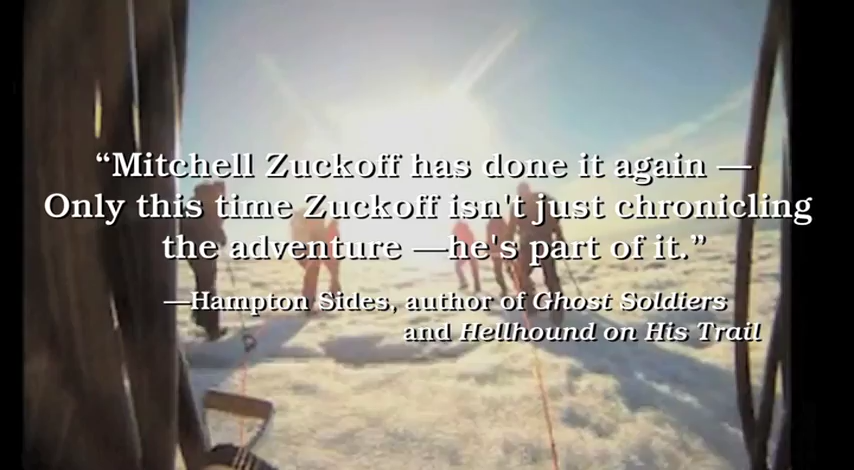 “Mitchell Zuckoff has done it again —
Only this time Zuckoff isn't just chronicling
the adventure —he's part of it.”
—Hampton Sides, author of Ghost Soldiers
and Hellhound on His Trail